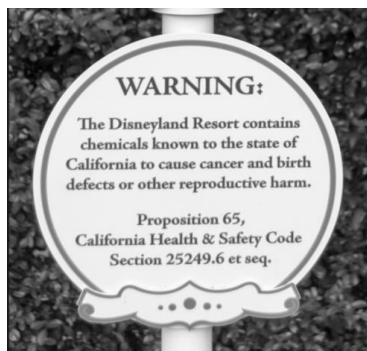 WARNING:
The Disneyland Resort contains
chemicals known to the state of
California to cause cancer and birth
defects or other reproductive harm.
Proposition 65,
California Health & Safety Code
Section 25249.6 et seq.